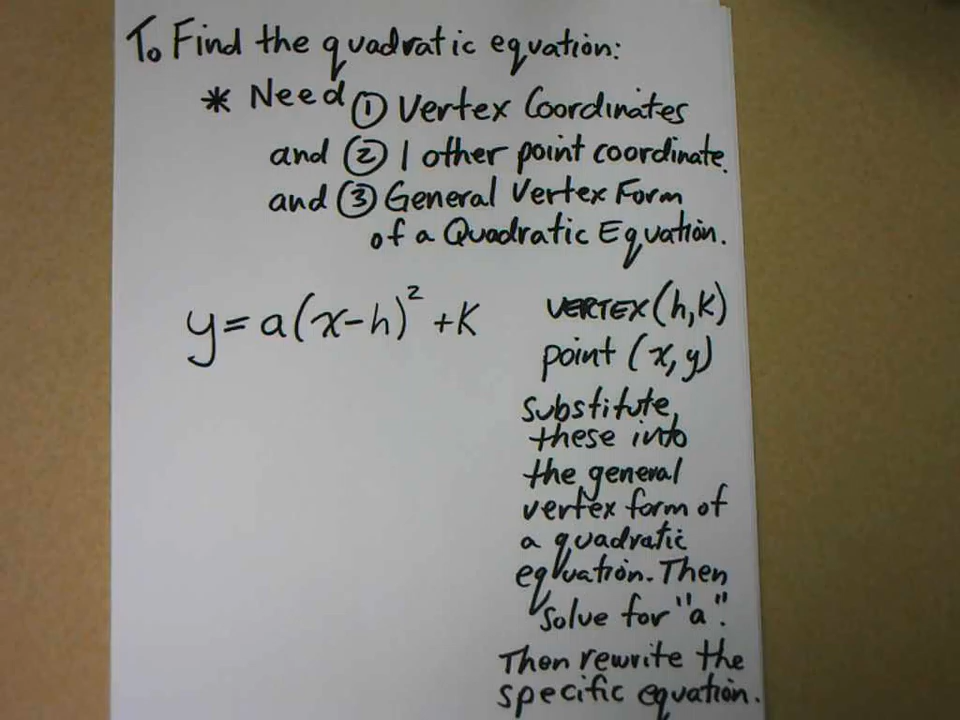 To Find the quadratic equation:
* Need ① Vertex Coordinates
and ② 1 other point coordinate.
and ③ General Vertex Form
of a Quadratic Equation.
y=a(x-h)²+K
VERTEX(h,K)
point (x,y)
substitute,
these into
the general
vertex form of
a quadratic
equation. Then
solve for "a".
Then rewrite the
specific equation.